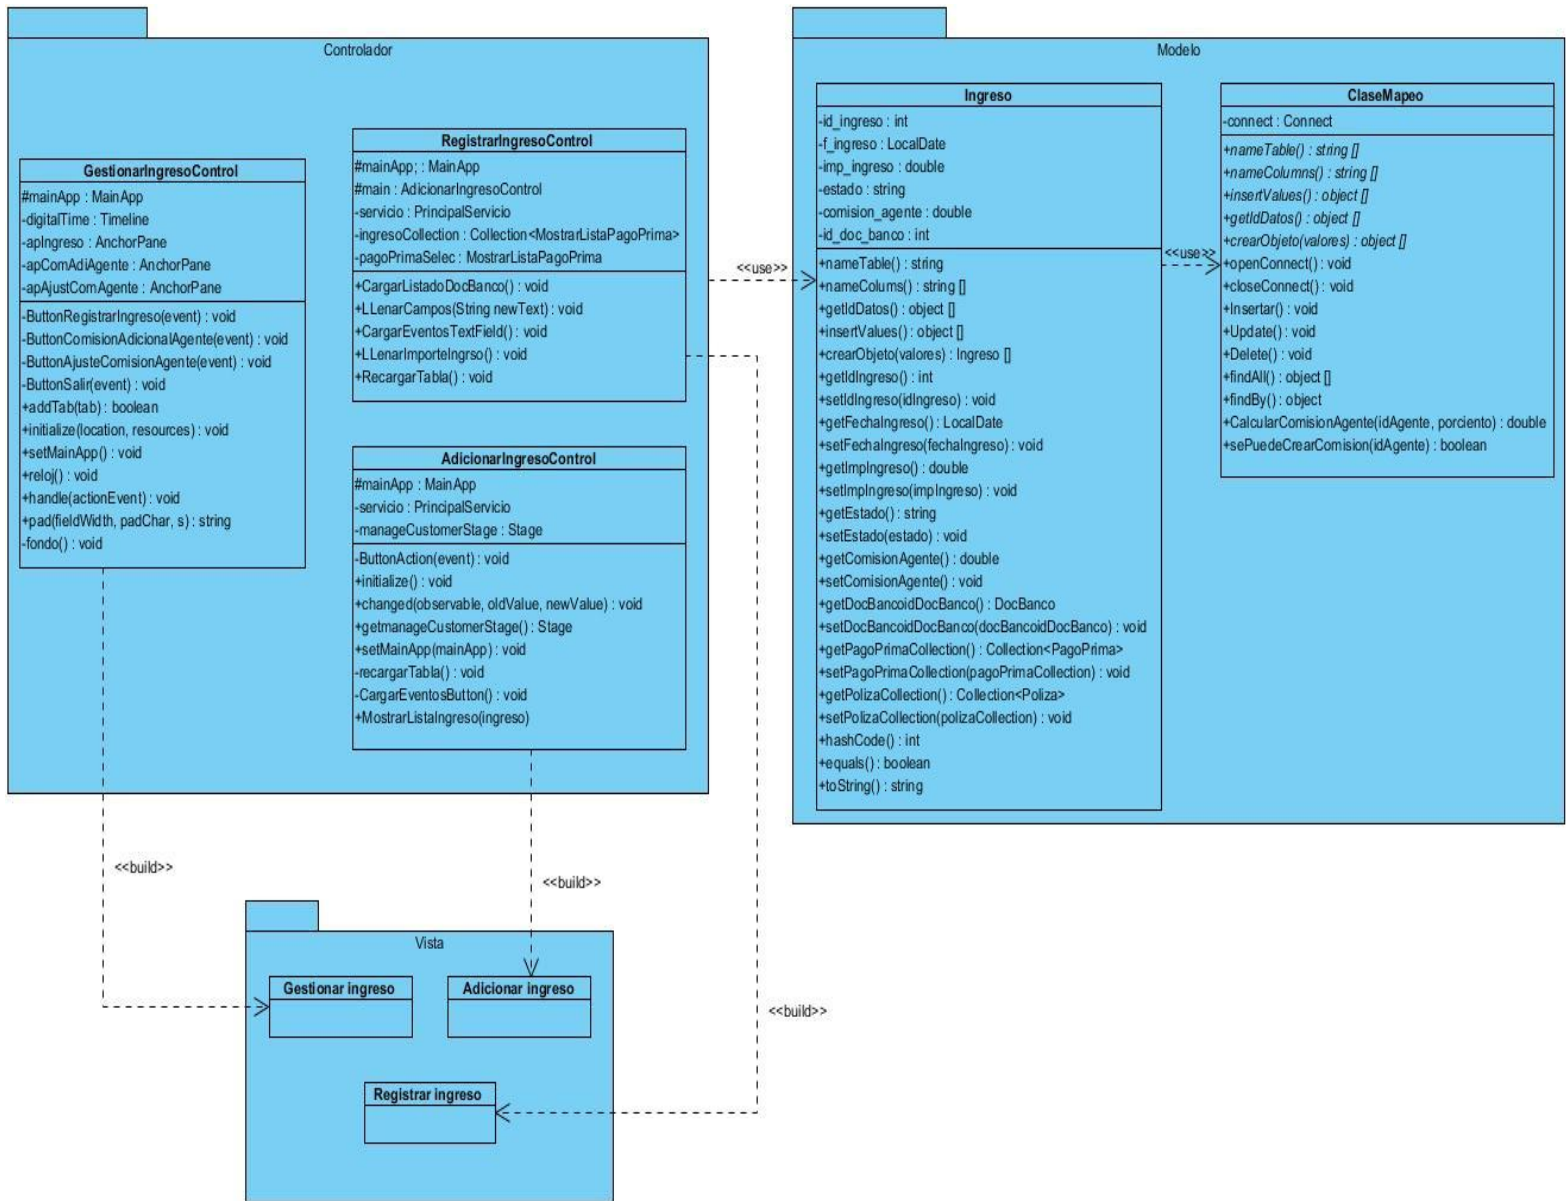 Controlador
GestionarIngresoControl
#mainApp : MainApp
-digitalTime : Timeline
-apIngreso : AnchorPane
-apComAdiAgente : AnchorPane
-apAjustComAgente : AnchorPane
-ButtonRegistrarIngreso(event) : void
-ButtonComisionAdicionalAgente(event) : void
-ButtonAjusteComisionAgente(event) : void
-ButtonSalir(event) : void
+addTab(tab) : boolean
+initialize(location, resources) : void
+setMainApp() : void
+reloj() : void
+handle(actionEvent) : void
+pad(fieldWidth, padChar, s) : string
-fondo() : void
RegistrarIngresoControl
#mainApp; : MainApp
#main : AdicionarIngresoControl
-servicio : PrincipalServicio
-ingresoCollection : Collection<MostrarListaPagoPrima>
-pagoPrimaSelec : MostrarListaPagoPrima
+CargarListadoDocBanco() : void
+LLenarCampos(String newText) : void
+CargarEventosTextField() : void
+LLenarImporteIngrso() : void
+RecargarTabla() : void
AdicionarIngresoControl
#mainApp : MainApp
-servicio : PrincipalServicio
-manageCustomerStage : Stage
-ButtonAction(event) : void
+initialize() : void
+changed(observable, oldValue, newValue) : void
+getmanageCustomerStage() : Stage
+setMainApp(mainApp) : void
-recargarTabla() : void
-CargarEventosButton() : void
+MostrarListaIngreso(ingreso)
<<use>>
Modelo
Ingreso
-id_ingreso : int
-f_ingreso : LocalDate
-imp_ingreso : double
-estado : string
-comision_agente : double
-id_doc_banco : int
+nameTable() : string
+nameColums() : string []
+getIdDatos() : object []
+insertValues() : object []
+crearObjeto(valores) : Ingreso []
+getIdIngreso() : int
+setIdIngreso(idIngreso) : void
+getFechaIngreso() : LocalDate
+setFechaIngreso(fechaIngreso) : void
+getImpIngreso() : double
+setImpIngreso(impIngreso) : void
+getEstado() : string
+setEstado(estado) : void
+getComisionAgente() : double
+setComisionAgente() : void
+getDocBancoidDocBanco() : DocBanco
+setDocBancoidDocBanco(docBancoidDocBanco) : void
+getPagoPrimaCollection() : Collection<PagoPrima>
+setPagoPrimaCollection(pagoPrimaCollection) : void
+getPolizaCollection() : Collection<Poliza>
+setPolizaCollection(polizaCollection) : void
+hashCode() : int
+equals() : boolean
+toString() : string
<<use>>
ClaseMapeo
-connect : Connect
+nameTable() : string []
+nameColumns() : string []
+insertValues() : object []
+getIdDatos() : object []
+crearObjeto(valores) : object []
+openConnect() : void
+closeConnect() : void
+Insertar() : void
+Update() : void
+Delete() : void
+findAll() : object []
+findBy() : object
+CalcularComisionAgente(idAgente, porciento) : double
+sePuedeCrearComision(idAgente) : boolean
<<build>>
<<build>>
<<build>>
Vista
Gestionar ingreso
Adicionar ingreso
Registrar ingreso